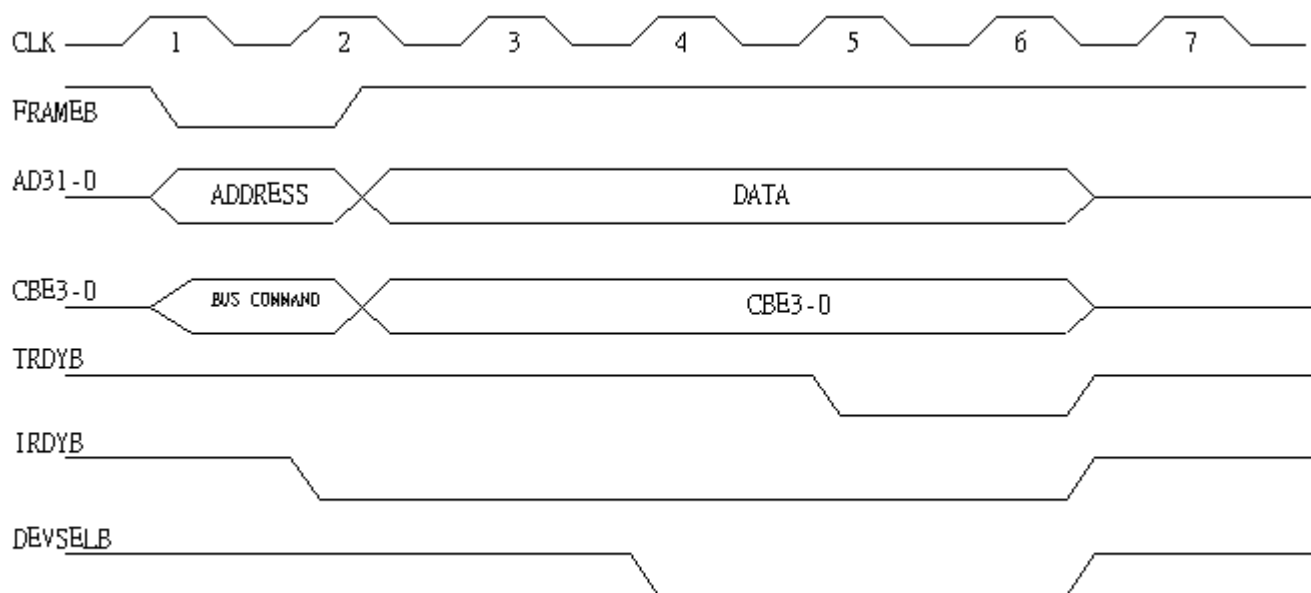 CLK 1 2 3 4 5 6 7
FRAMEB
AD31-0 ADDRESS DATA
CBE3-0 BUS COMMAND CBE3-0
TRDYB
IRDYB
DEVSELB